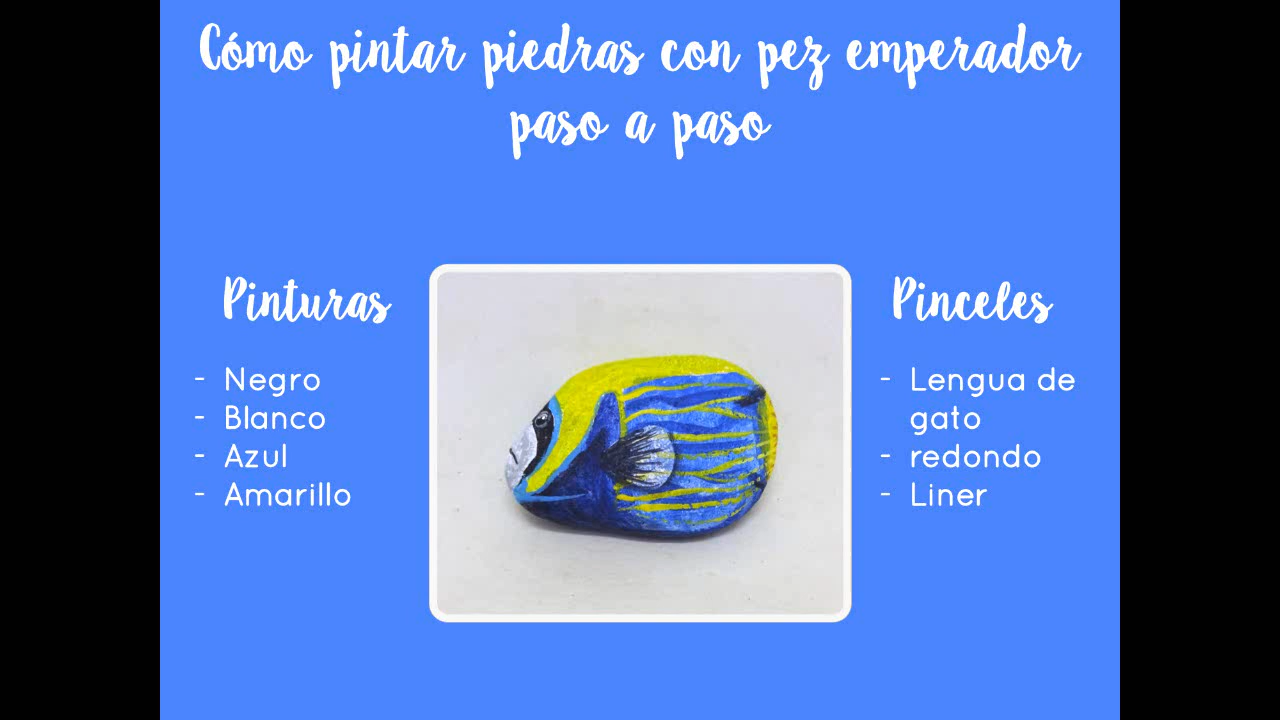 Cómo pintar piedras con pez emperador
paso a paso
Pinturas
- Negro
- Blanco
- Azul
- Amarillo
Pinceles
- Lengua de
gato
- redondo
- Liner